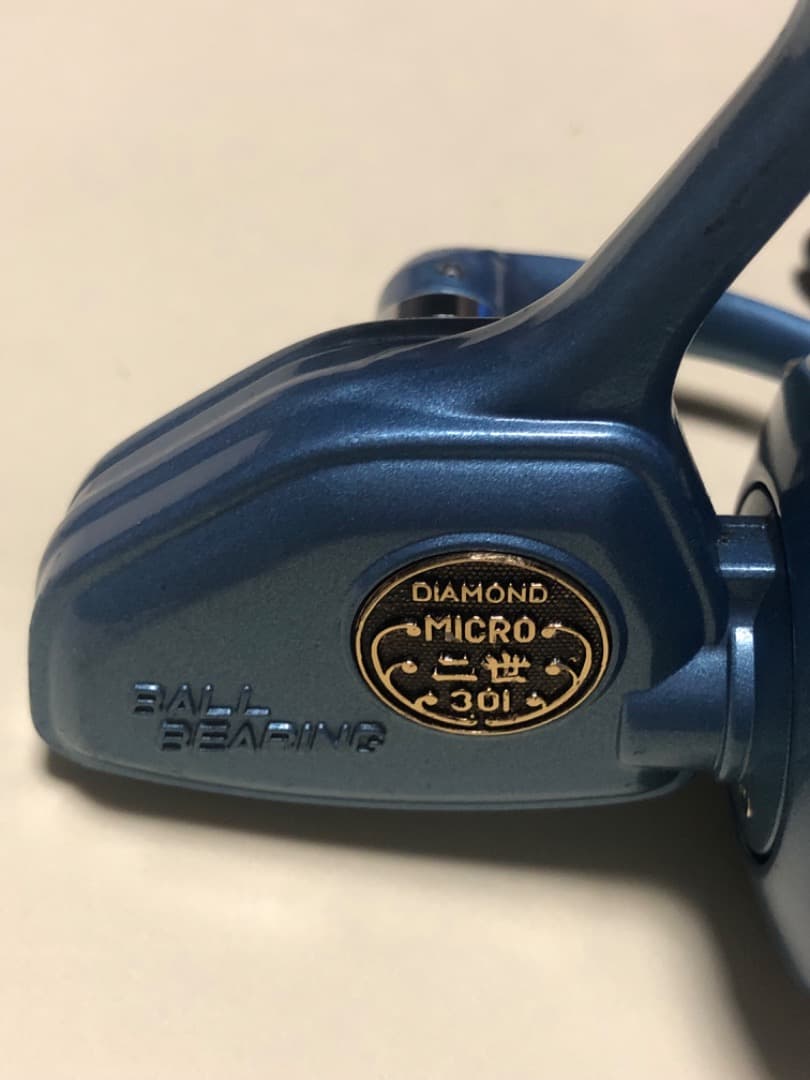 DIAMOND
MICRO
二世
301
BALL
BEARING